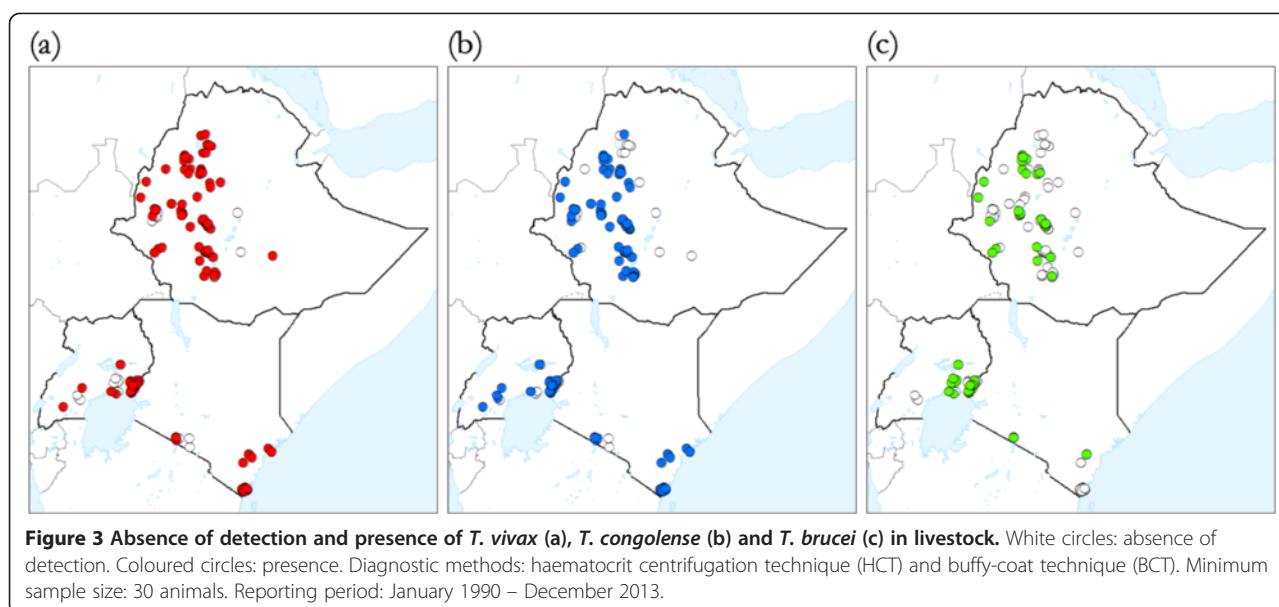 (a) (b) (c)
Figure 3 Absence of detection and presence of T. vivax (a), T. congolense (b) and T. brucei (c) in livestock. White circles: absence of
detection. Coloured circles: presence. Diagnostic methods: haematocrit centrifugation technique (HCT) and buffy-coat technique (BCT). Minimum
sample size: 30 animals. Reporting period: January 1990 – December 2013.